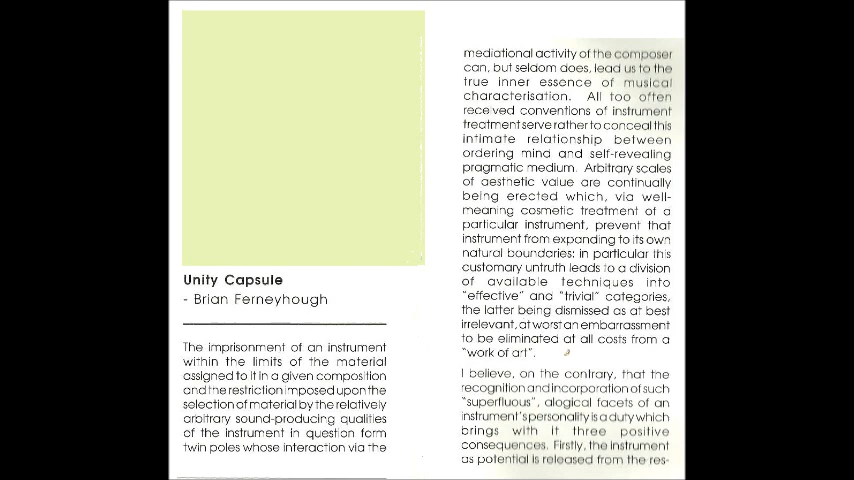 Unity Capsule
- Brian Ferneyhough
The imprisonment of an instrument
within the limits of the material
assigned to it in a given composition
and the restriction imposed upon the
selection of material by the relatively
arbitrary sound-producing qualities
of the instrument in question form
twin poles whose interaction via the
mediational activity of the composer
can, but seldom does, lead us to the
true inner essence of musical
characterisation. All too often
received conventions of instrument
treatment serve rather to conceal this
intimate relationship between
ordering mind and self-revealing
pragmatic medium. Arbitrary scales
of aesthetic value are continually
being erected which, via well-
meaning cosmetic treatment of a
particular instrument, prevent that
instrument from expanding to its own
natural boundaries: in particular this
customary untruth leads to a division
of available techniques into
"effective" and "trivial" categories,
the latter being dismissed as at best
irrelevant, at worst an embarrassment
to be eliminated at all costs from a
"work of art".
I believe, on the contrary, that the
recognition and incorporation of such
"superfluous", alogical facets of an
instrument's personality is a duty which
brings with it three positive
consequences. Firstly, the instrument
as potential is released from the res-